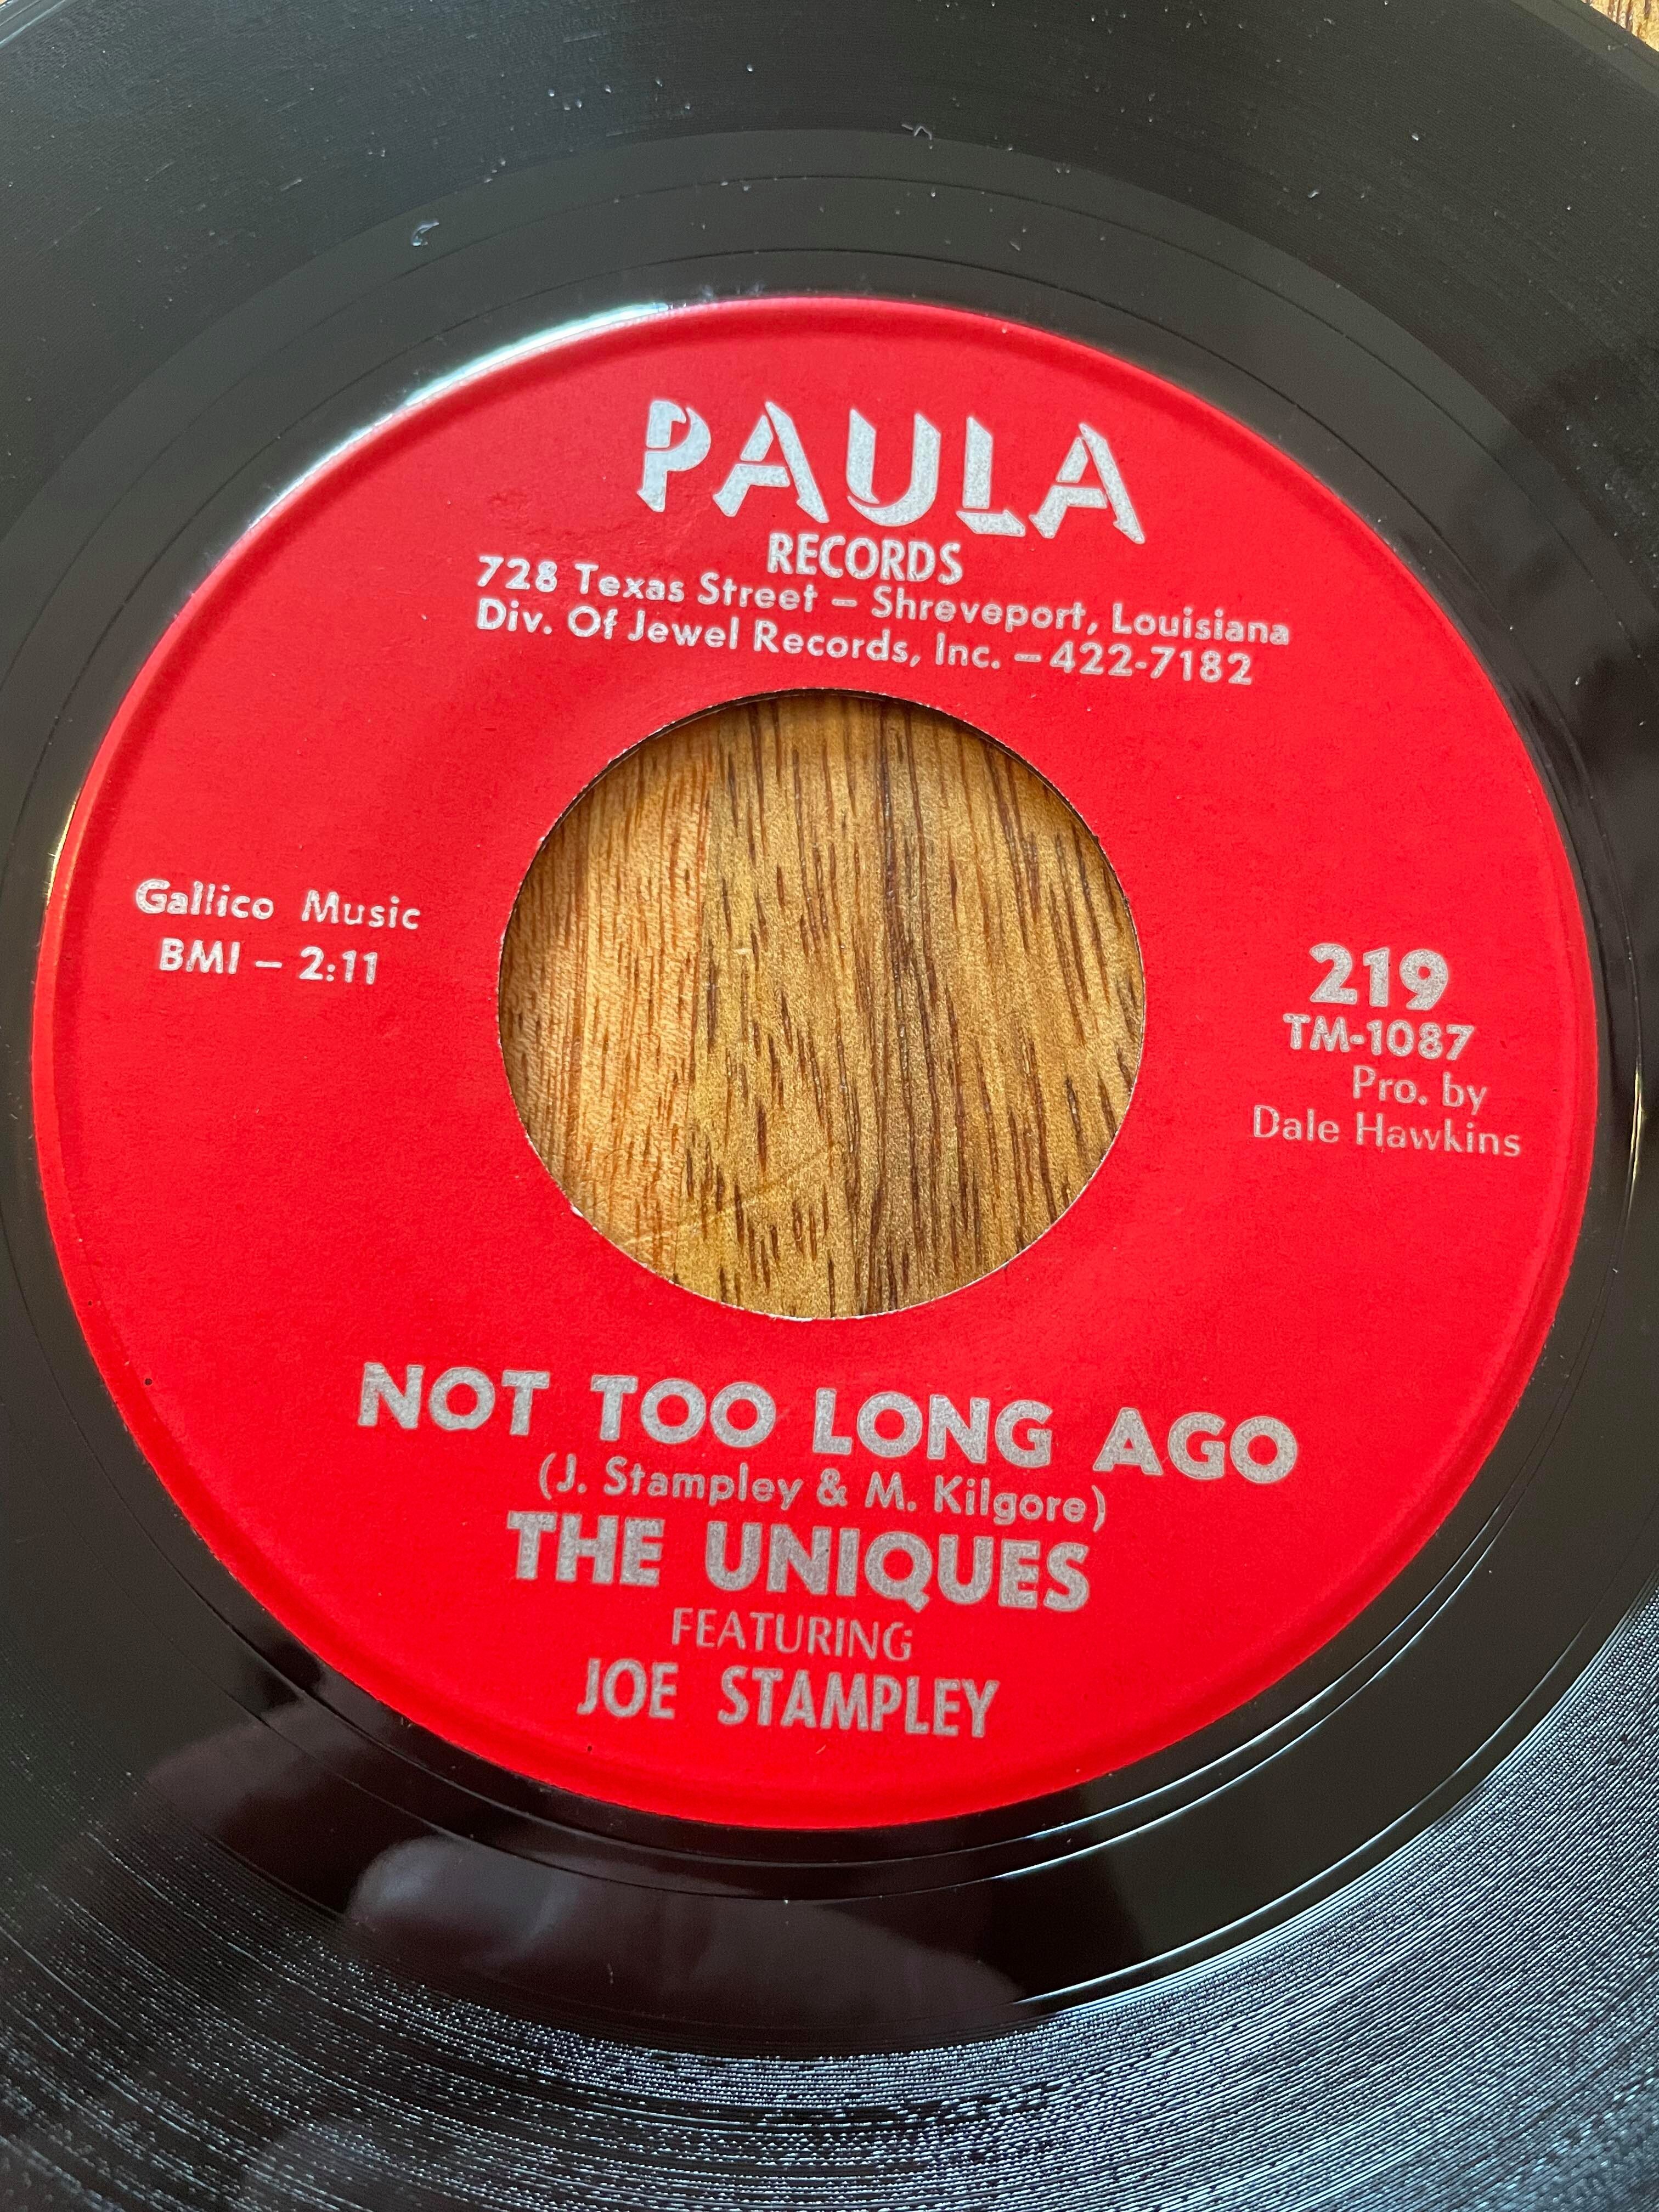 PAULA
RECORDS
728 Texas Street – Shreveport, Louisiana
Div. Of Jewel Records, Inc. – 422-7182
Gallico Music
BMI – 2:11
219
TM-1087
Pro. by
Dale Hawkins
NOT TOO LONG AGO
(J. Stampley & M. Kilgore)
THE UNIQUES
FEATURING
JOE STAMPLEY